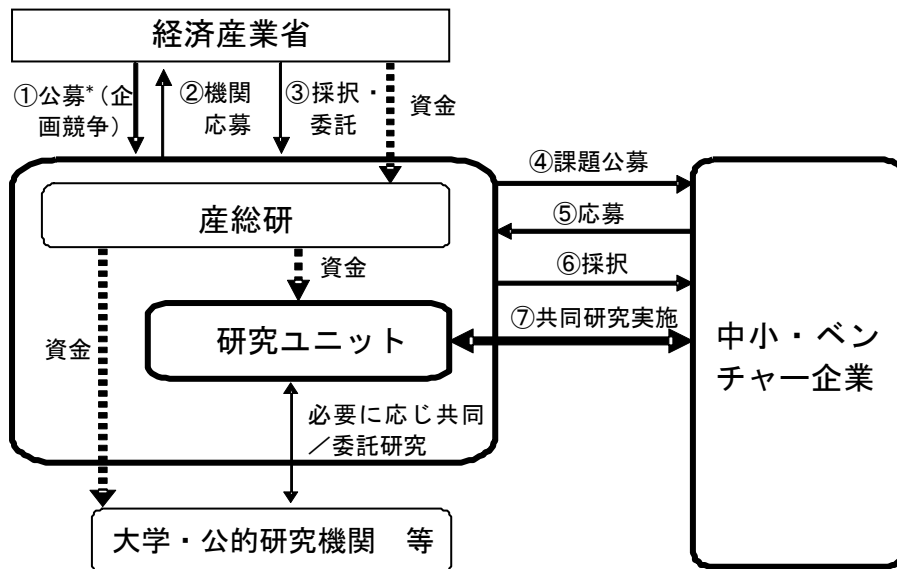 経済産業省
①公募*（企
画競争）
②機関
応募
③採択・
委託
資金
④課題公募
産総研
⑤応募
資金
⑥採択
⑦共同研究実施
研究ユニット
中小・ベン
チャー企業
資金
必要に応じ共同
／委託研究
大学・公的研究機関　等